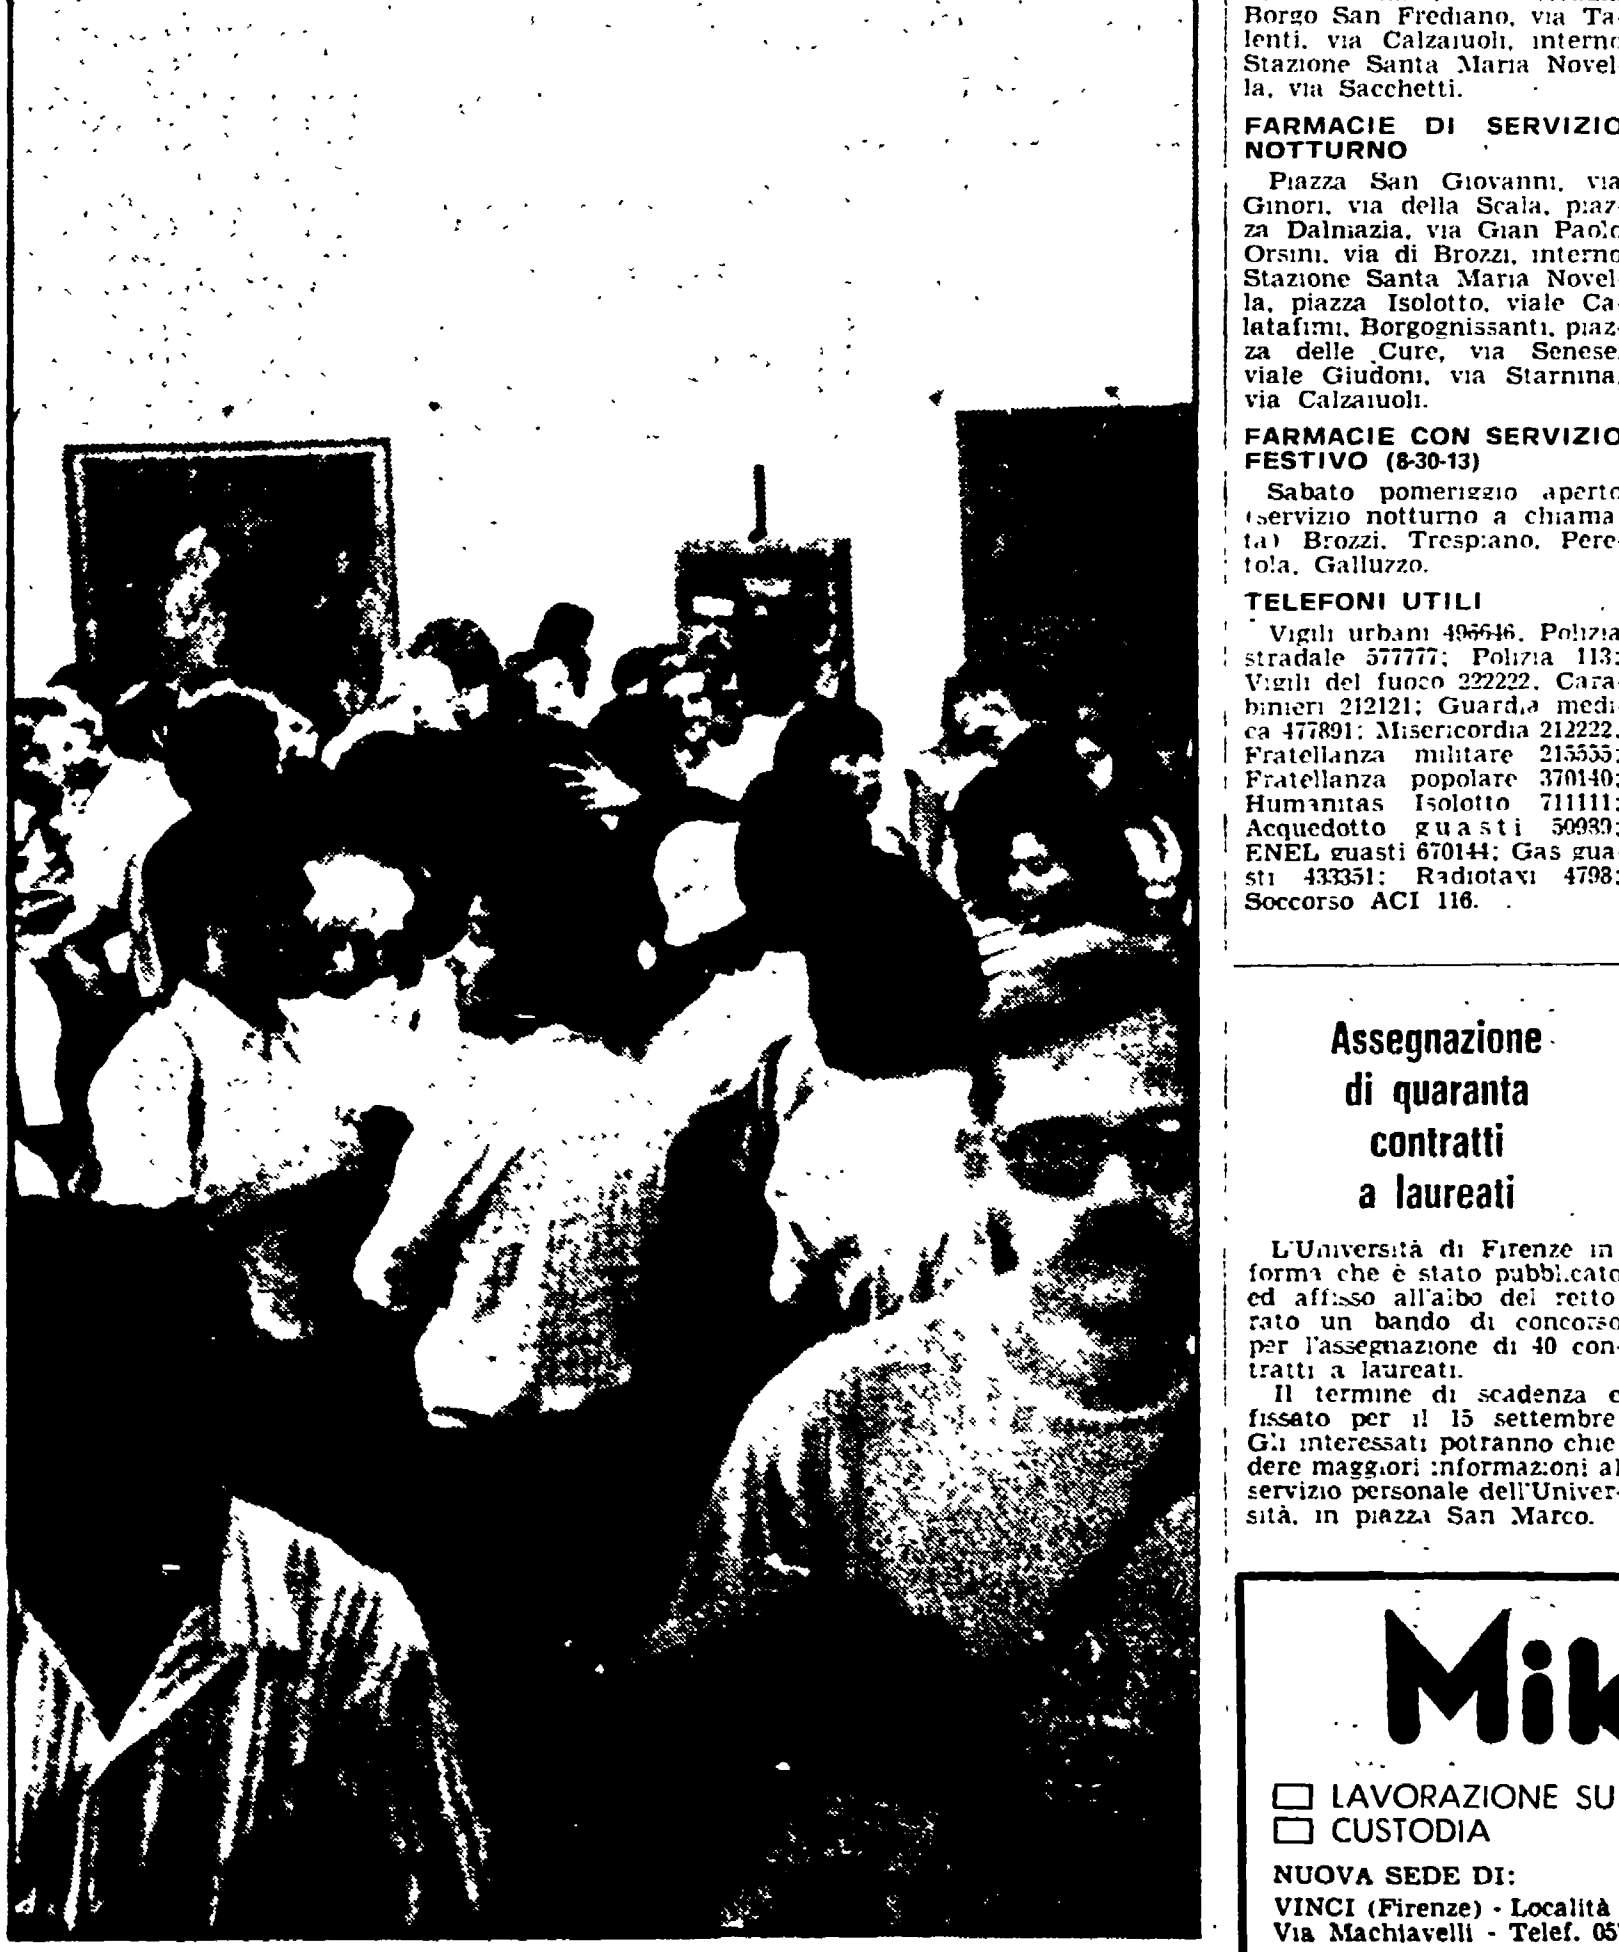 Borgo San Frediano, via Ta-
lenti, via Calzaiuoli, interno
Stazione Santa Maria Novel-
la, via Sacchetti.
FARMACIE DI SERVIZIO
NOTTURNO
Piazza San Giovanni, via
Ginori, via della Scala, piaz-
za Dalmazia, via Gian Paolo
Orsini, via di Brozzi, interno
Stazione Santa Maria Novel-
la, piazza Isolotto, viale Ca-
latafimi, Borgognissanti, piaz-
za delle Cure, via Senese,
viale Giudoni, via Starnina,
via Calzaiuoli.
FARMACIE CON SERVIZIO
FESTIVO (8-30-13)
Sabato pomeriggio aperto
(servizio notturno a chiama
ta) Brozzi, Trespiano, Pere-
tola, Galluzzo.
TELEFONI UTILI
Vigili urbani Polizia
stradale 577777; Polizia 113;
Vigili del fuoco 222222, Cara-
binieri 212121; Guardia medi-
ca 477891; Misericordia 212222,
Fratellanza militare 215555;
Fratellanza popolare 370140;
Humanitas Isolotto 711111;
Acquedotto guasti 50939;
ENEL guasti 670144; Gas gua-
sti 433351; Radiotaxi 4798;
Soccorso ACI 116.
Assegnazione
di quaranta
contratti
a laureati
L'Università di Firenze in
forma che è stato pubblicato
ed affisso all'albo del retto
rato un bando di concorso
per l'assegnazione di 40 con-
tratti a laureati.
Il termine di scadenza e
fissato per il 15 settembre
Gli interessati potranno chie
dere maggiori informazioni al
servizio personale dell'Univer-
sità, in piazza San Marco.
Mik
LAVORAZIONE SU
CUSTODIA
NUOVA SEDE DI:
VINCI (Firenze) - Località
Via Machiavelli - Telef. 05